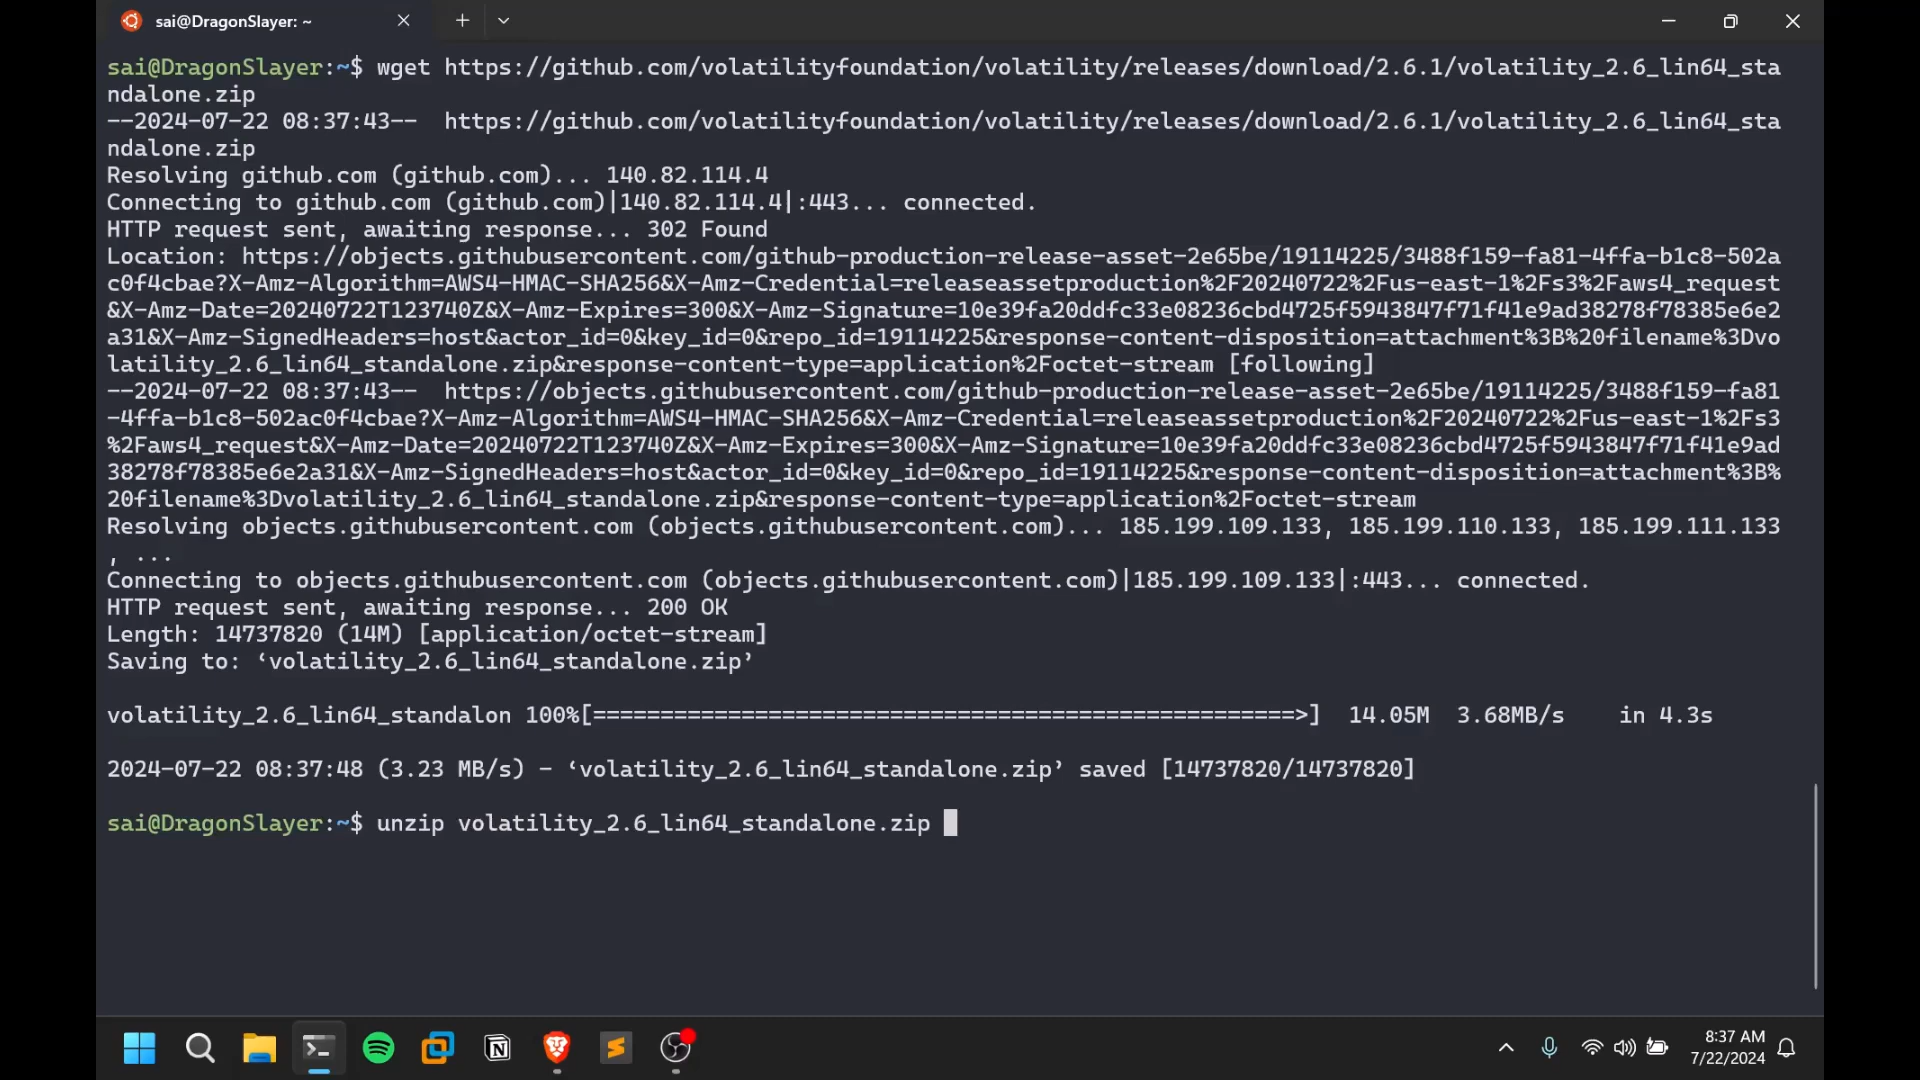 sai@DragonSlayer: ~
sai@DragonSlayer:~$ wget https://github.com/volatilityfoundation/volatility/releases/download/2.6.1/volatility_2.6_lin64_sta
ndalone.zip
--2024-07-22 08:37:43--  https://github.com/volatilityfoundation/volatility/releases/download/2.6.1/volatility_2.6_lin64_sta
ndalone.zip
Resolving github.com (github.com)... 140.82.114.4
Connecting to github.com (github.com)|140.82.114.4|:443... connected.
HTTP request sent, awaiting response... 302 Found
Location: https://objects.githubusercontent.com/github-production-release-asset-2e65be/19114225/3488f159-fa81-4ffa-b1c8-502a
c0f4cbae?X-Amz-Algorithm=AWS4-HMAC-SHA256&X-Amz-Credential=releaseassetproduction%2F20240722%2Fus-east-1%2Fs3%2Faws4_request
&X-Amz-Date=20240722T123740Z&X-Amz-Expires=300&X-Amz-Signature=10e39fa20ddfc33e08236cbd4725f5943847f71f41e9ad38278f78385e6e2
a31&X-Amz-SignedHeaders=host&actor_id=0&key_id=0&repo_id=19114225&response-content-disposition=attachment%3B%20filename%3Dvo
latility_2.6_lin64_standalone.zip&response-content-type=application%2Foctet-stream [following]
--2024-07-22 08:37:43--  https://objects.githubusercontent.com/github-production-release-asset-2e65be/19114225/3488f159-fa81
-4ffa-b1c8-502ac0f4cbae?X-Amz-Algorithm=AWS4-HMAC-SHA256&X-Amz-Credential=releaseassetproduction%2F20240722%2Fus-east-1%2Fs3
%2Faws4_request&X-Amz-Date=20240722T123740Z&X-Amz-Expires=300&X-Amz-Signature=10e39fa20ddfc33e08236cbd4725f5943847f71f41e9ad
38278f78385e6e2a31&X-Amz-SignedHeaders=host&actor_id=0&key_id=0&repo_id=19114225&response-content-disposition=attachment%3B%
20filename%3Dvolatility_2.6_lin64_standalone.zip&response-content-type=application%2Foctet-stream
Resolving objects.githubusercontent.com (objects.githubusercontent.com)... 185.199.109.133, 185.199.110.133, 185.199.111.133
, ...
Connecting to objects.githubusercontent.com (objects.githubusercontent.com)|185.199.109.133|:443... connected.
HTTP request sent, awaiting response... 200 OK
Length: 14737820 (14M) [application/octet-stream]
Saving to: ‘volatility_2.6_lin64_standalone.zip’
volatility_2.6_lin64_standalon 100%[====================================================>]  14.05M  3.68MB/s    in 4.3s
2024-07-22 08:37:48 (3.23 MB/s) - ‘volatility_2.6_lin64_standalone.zip’ saved [14737820/14737820]
sai@DragonSlayer:~$ unzip volatility_2.6_lin64_standalone.zip
8:37 AM
7/22/2024